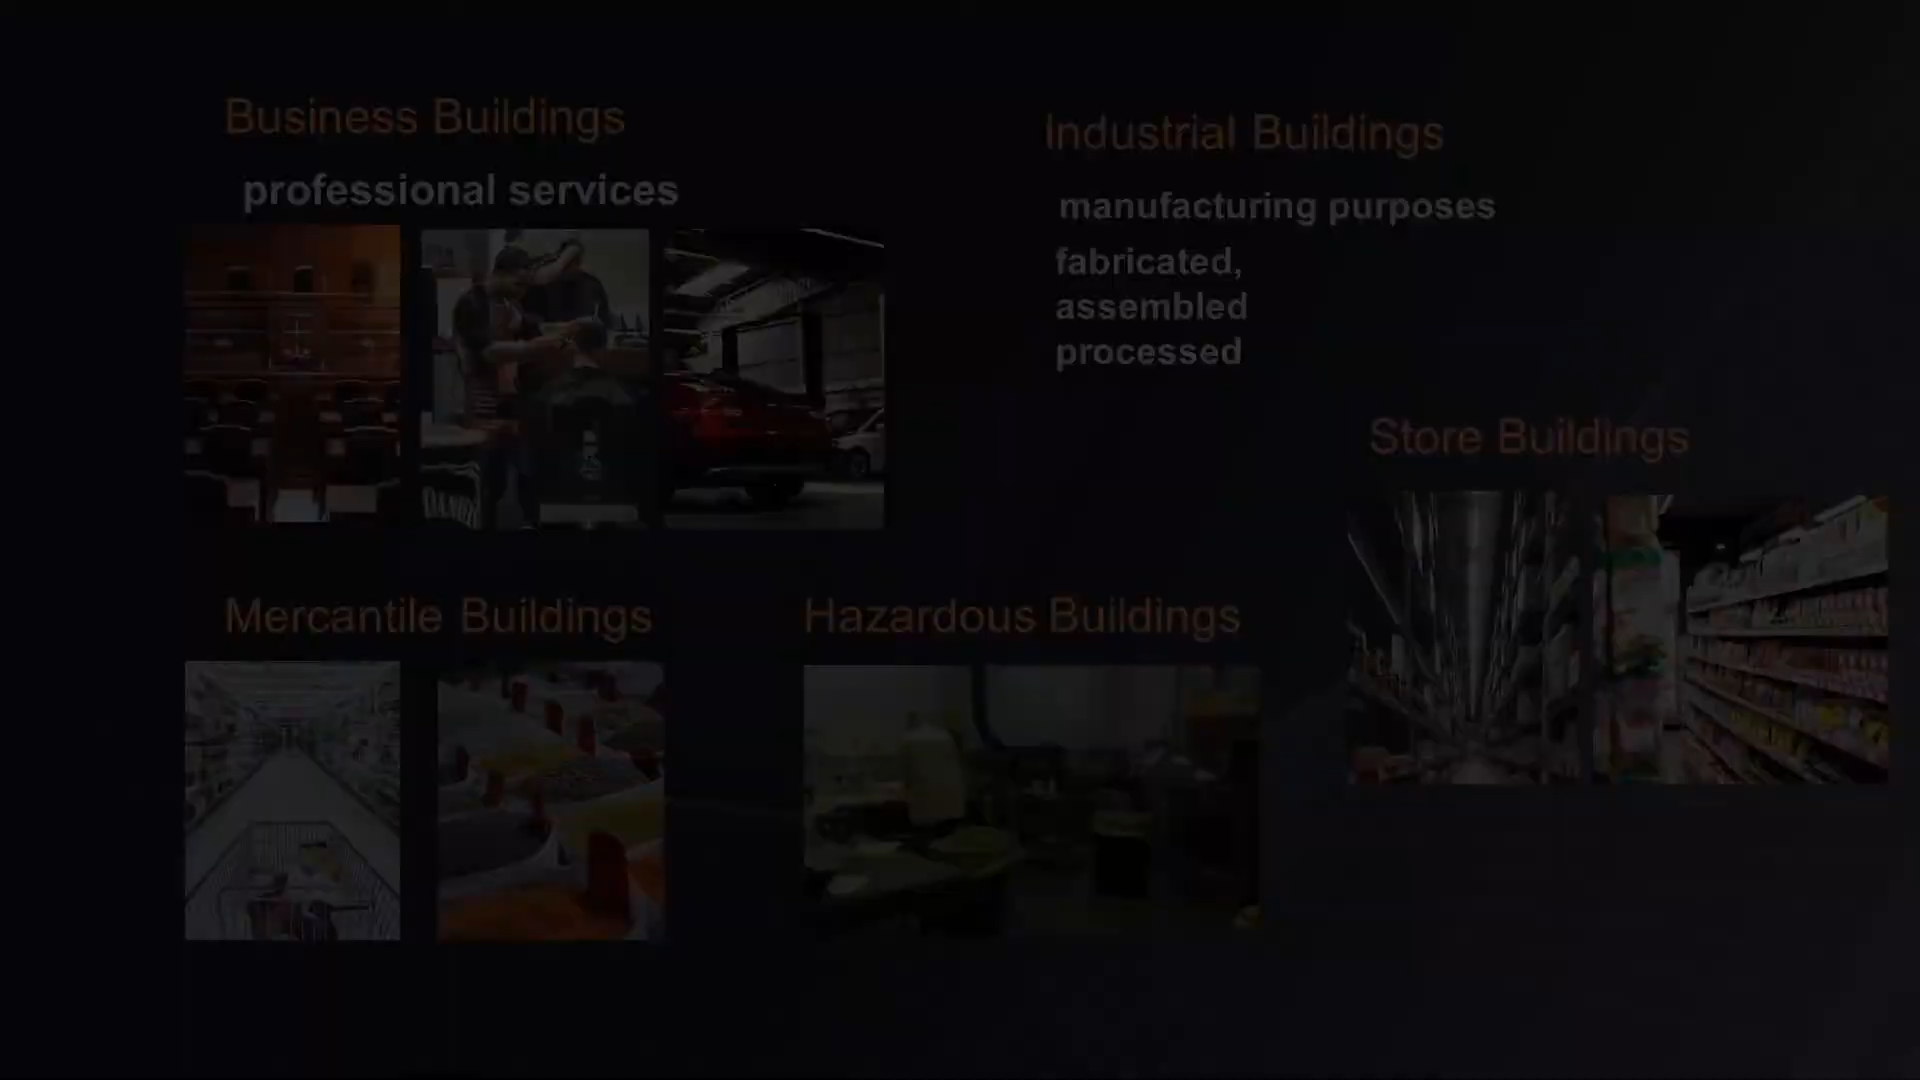 Business Buildings
professional services
Industrial Buildings
manufacturing purposes
fabricated,
assembled
processed
Store Buildings
Mercantile Buildings
Hazardous Buildings